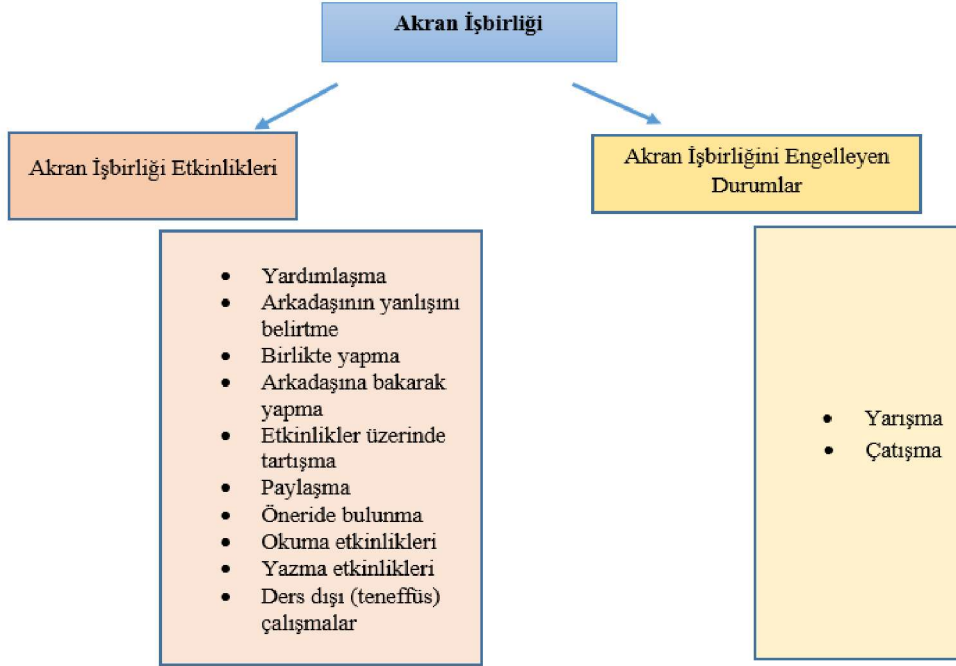 Akran İşbirliği
Akran İşbirliği Etkinlikleri
Akran İşbirliğini Engelleyen
Durumlar
• Yardımlaşma
• Arkadaşının yanlışını
belirtme
• Birlikte yapma
• Arkadaşına bakarak
yapma
• Etkinlikler üzerinde
tartışma
• Paylaşma
• Öneride bulunma
• Okuma etkinlikleri
• Yazma etkinlikleri
• Ders dışı (teneffüs)
çalışmalar
• Yarışma
• Çatışma